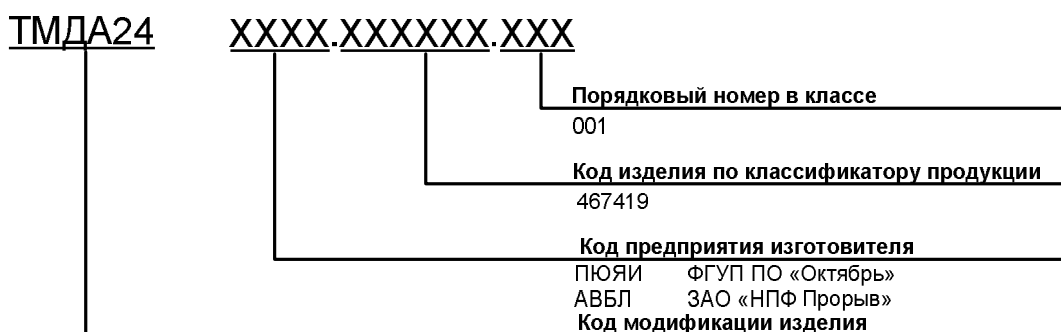 ТМДА24 ХХХХ.ХХХХХХ.ХХХ
Порядковый номер в классе
001
Код изделия по классификатору продукции
467419
Код предприятия изготовителя
ПЮЯИ ФГУП ПО «Октябрь»
АВБЛ ЗАО «НПФ Прорыв»
Код модификации изделия